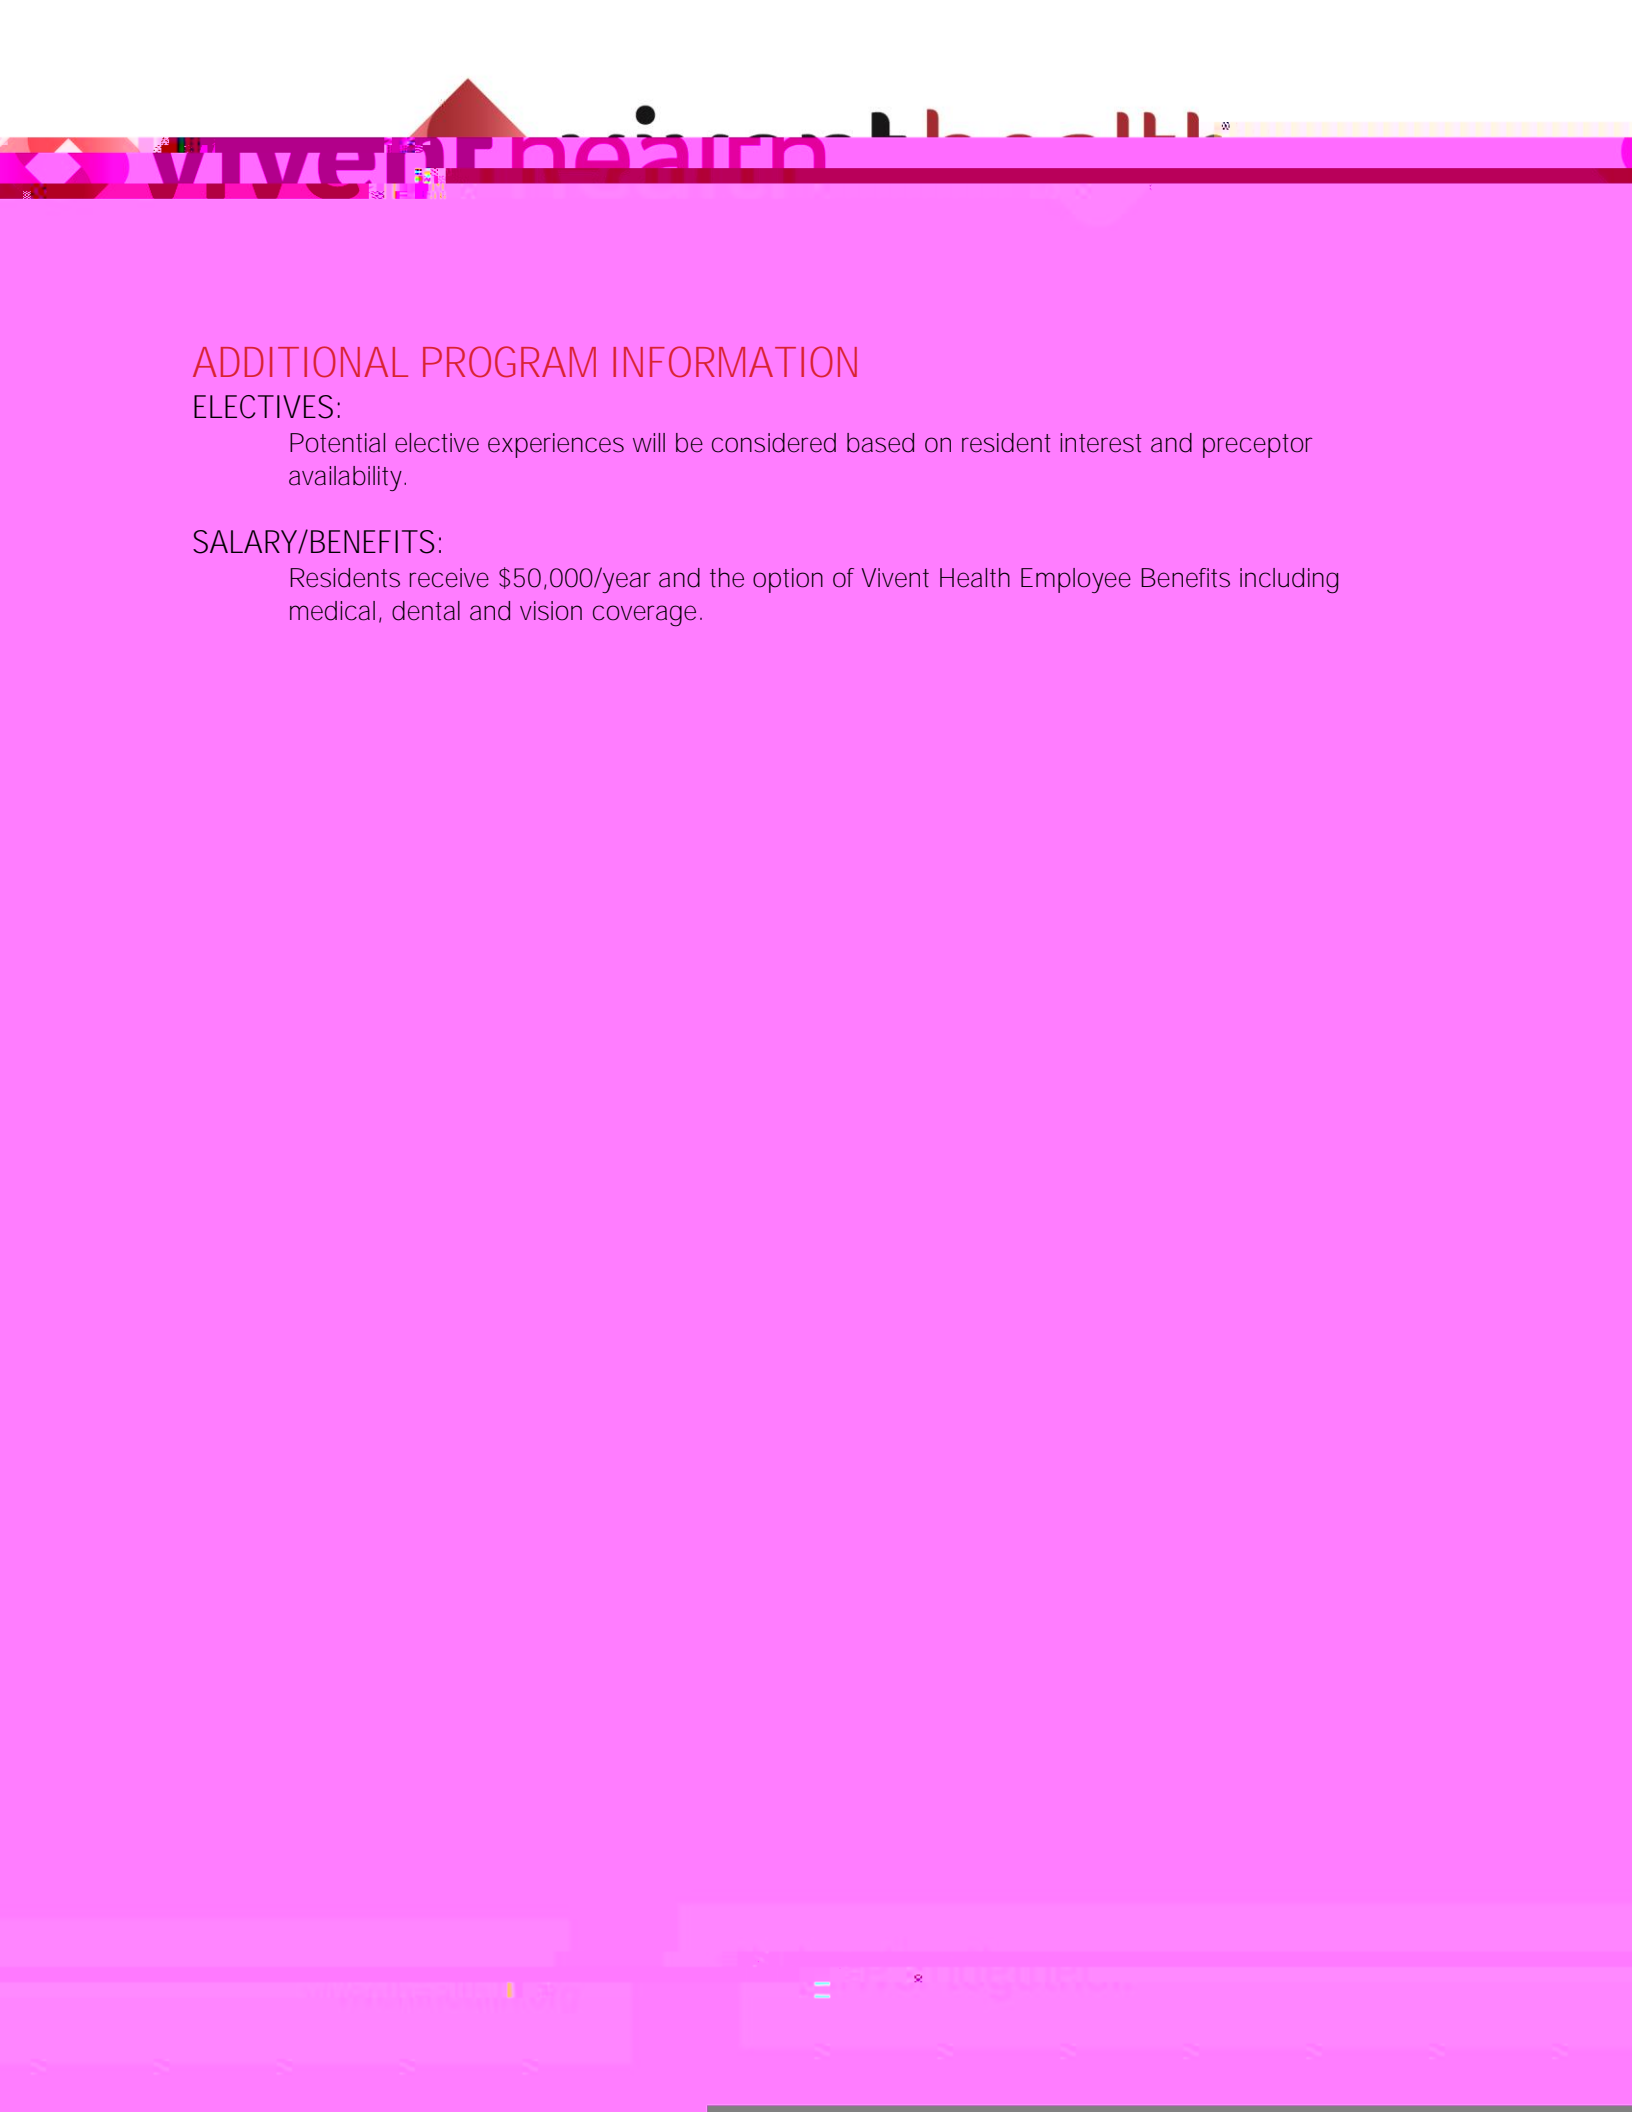 vivent health
ADDITIONAL PROGRAM INFORMATION
ELECTIVES:
Potential elective experiences will be considered based on resident interest and preceptor
availability.
SALARY/BENEFITS:
Residents receive $50,000/year and the option of Vivent Health Employee Benefits including
medical, dental and vision coverage.